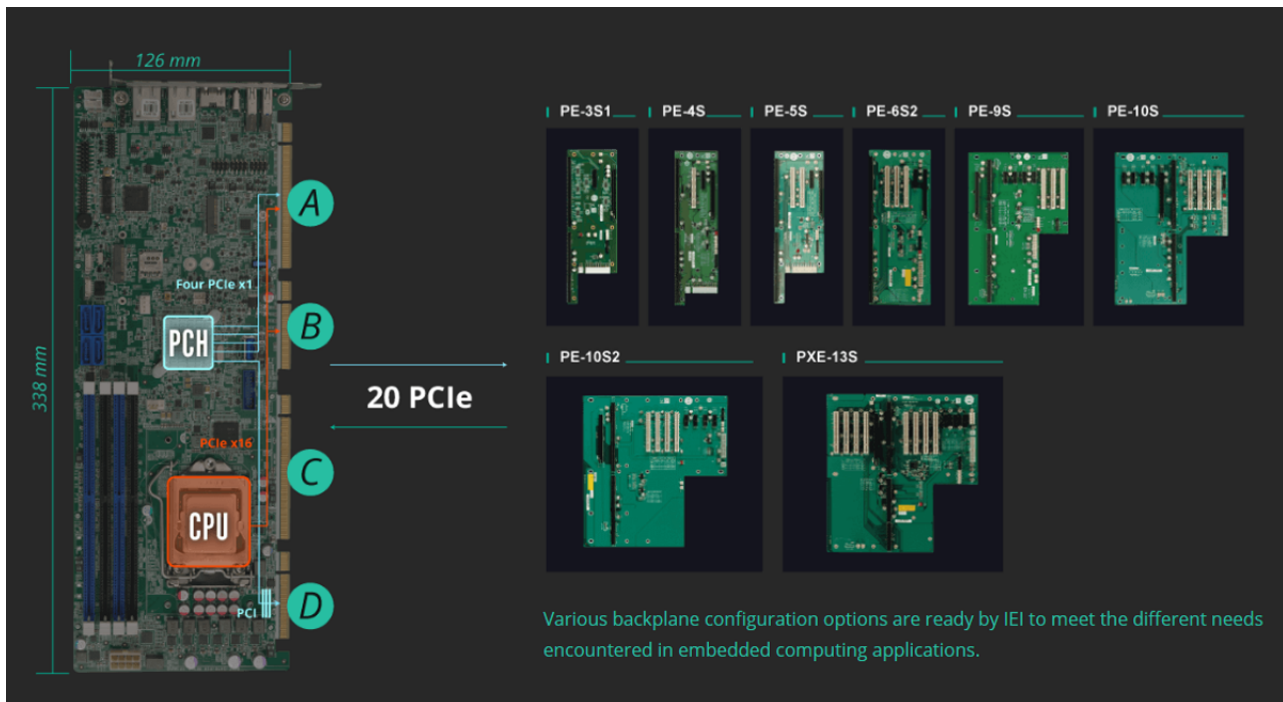 126 mm
338 mm
A
Four PCIe x1
B
PCH
PCIe x16
C
CPU
PCI
D
20 PCIe
PE-3S1
PE-4S
PE-5S
PE-6S2
PE-9S
PE-10S
PE-10S2
PXE-13S
Various backplane configuration options are ready by IEI to meet the different needs
encountered in embedded computing applications.